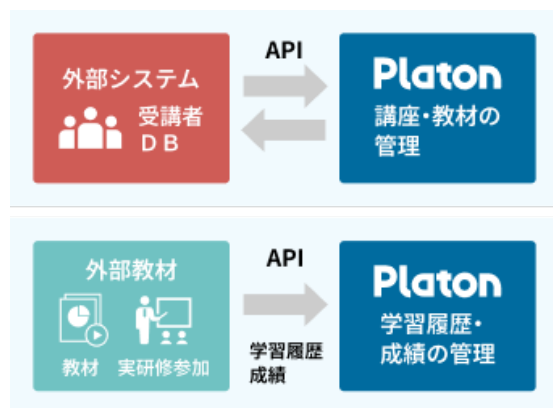 外部システム
受講者
DB
API
Platon
講座・教材の
管理
外部教材
教材 実研修参加
API
学習履歴
成績
Platon
学習履歴・
成績の管理